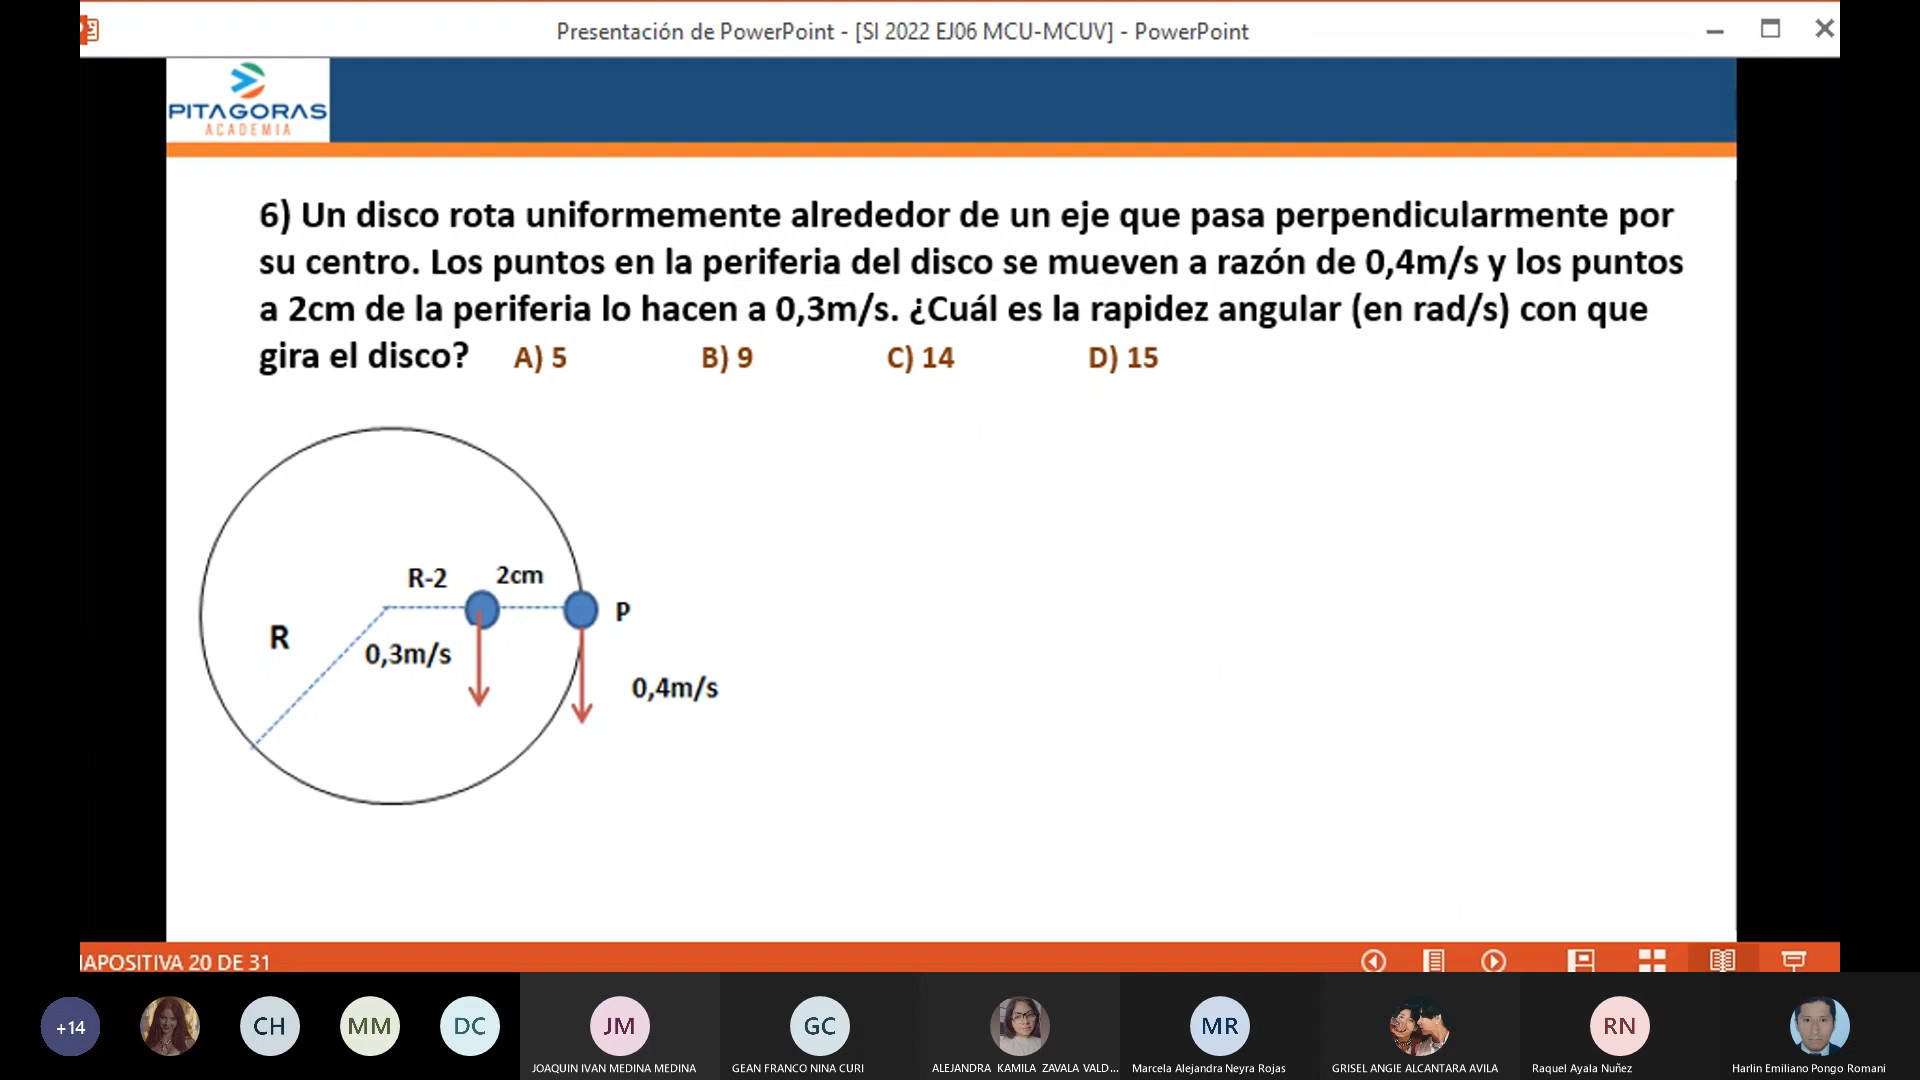 Presentación de PowerPoint - [SI 2022 EJ06 MCU-MCUV] - PowerPoint
PITAGORAS
ACADEMIA
6) Un disco rota uniformemente alrededor de un eje que pasa perpendicularmente por
su centro. Los puntos en la periferia del disco se mueven a razón de 0,4m/s y los puntos
a 2cm de la periferia lo hacen a 0,3m/s. ¿Cuál es la rapidez angular (en rad/s) con que
gira el disco? A) 5 B) 9 C) 14 D) 15
R-2 2cm
P
R
0,3m/s
0,4m/s
IAPOSITIVA 20 DE 31
+14 CH MM DC JM GC MR RN
JOAQUIN IVAN MEDINA MEDINA GEAN FRANCO NINA CURI ALEJANDRA KAMILA ZAVALA VALD... Marcela Alejandra Neyra Rojas GRISEL ANGIE ALCANTARA AVILA Raquel Ayala Nuñez Harlin Emiliano Pongo Romani